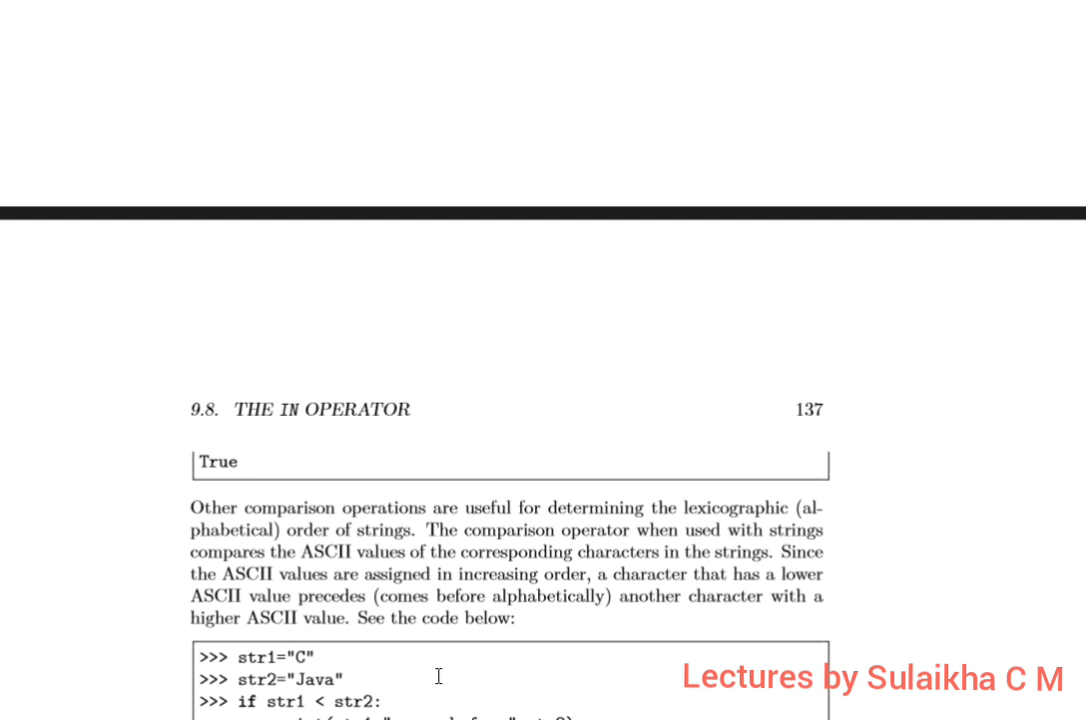 9.8. THE IN OPERATOR 137
True
Other comparison operations are useful for determining the lexicographic (al-
phabetical) order of strings. The comparison operator when used with strings
compares the ASCII values of the corresponding characters in the strings. Since
the ASCII values are assigned in increasing order, a character that has a lower
ASCII value precedes (comes before alphabetically) another character with a
higher ASCII value. See the code below:
>>> str1="C"
>>> str2="Java"
>>> if str1 < str2:
Lectures by Sulaikha C M